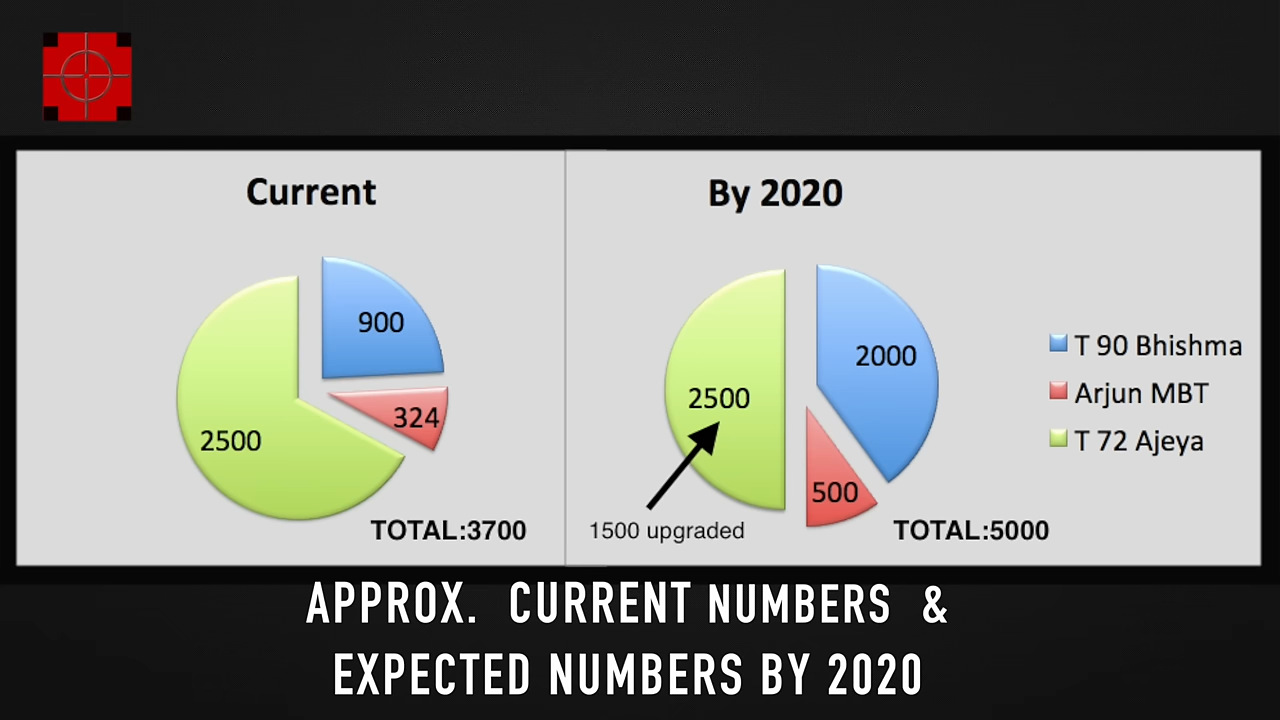 Current
900
324
2500
TOTAL:3700
By 2020
2000
2500
500
1500 upgraded
TOTAL:5000
T 90 Bhishma
Arjun MBT
T 72 Ajeya
APPROX. CURRENT NUMBERS &
EXPECTED NUMBERS BY 2020